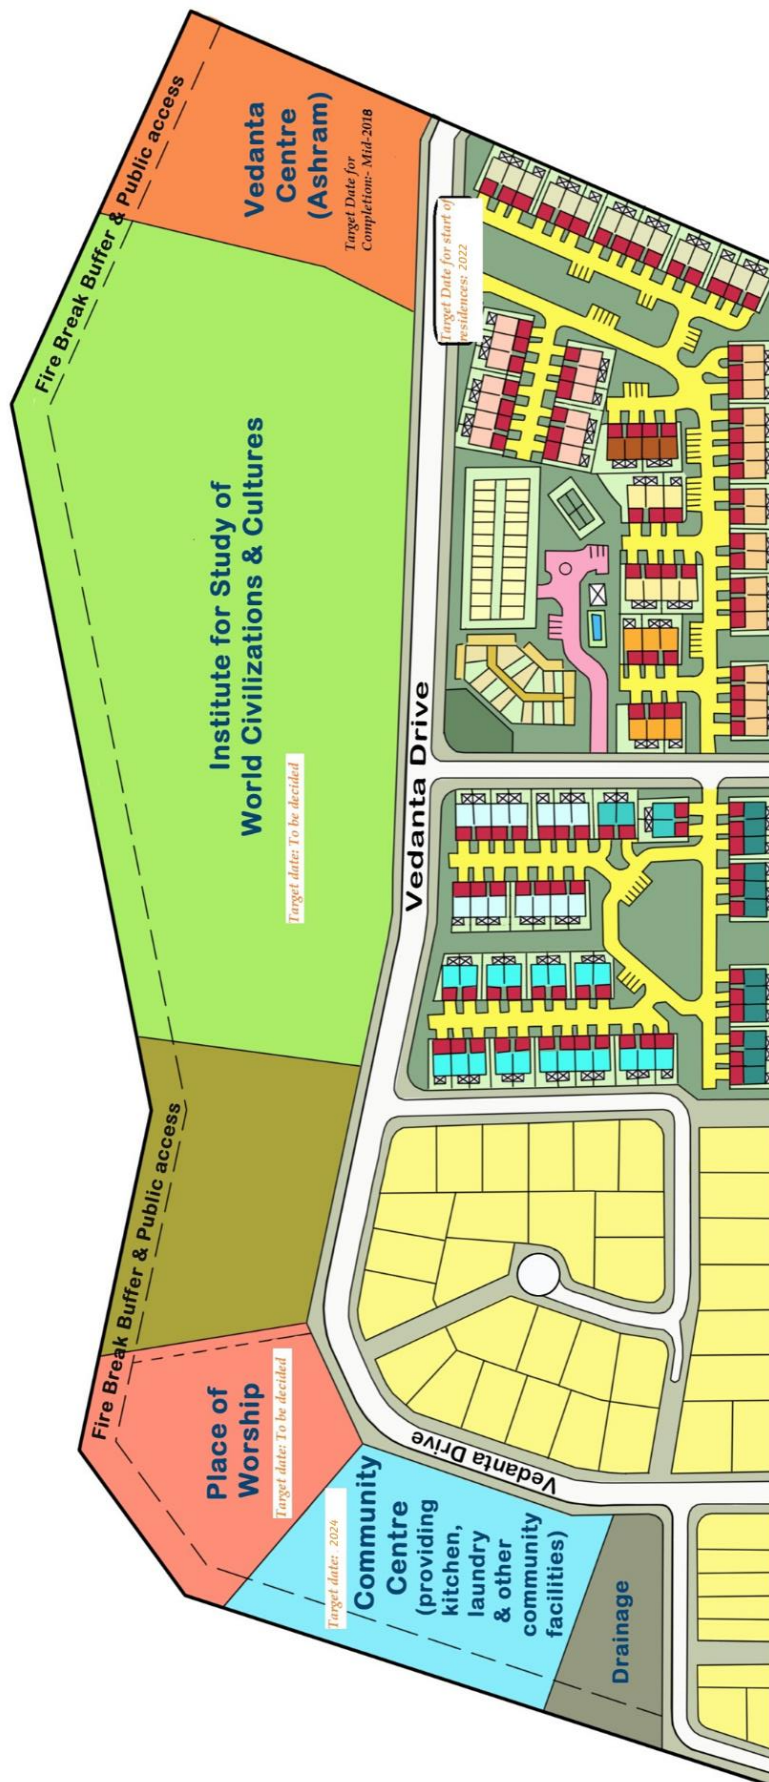 Fire Break Buffer & Public access
Vedanta
Centre
(Ashram)
Target Date for
Completion:- Mid-2018
Target Date for start of
residences: 2022
Institute for Study of
World Civilizations & Cultures
Target date: To be decided
Vedanta Drive
Fire Break Buffer & Public access
Place of
Worship
Target date: To be decided
Vedanta Drive
Target date: 2024
Community
Centre
(providing
kitchen,
laundry
& other
community
facilities)
Drainage